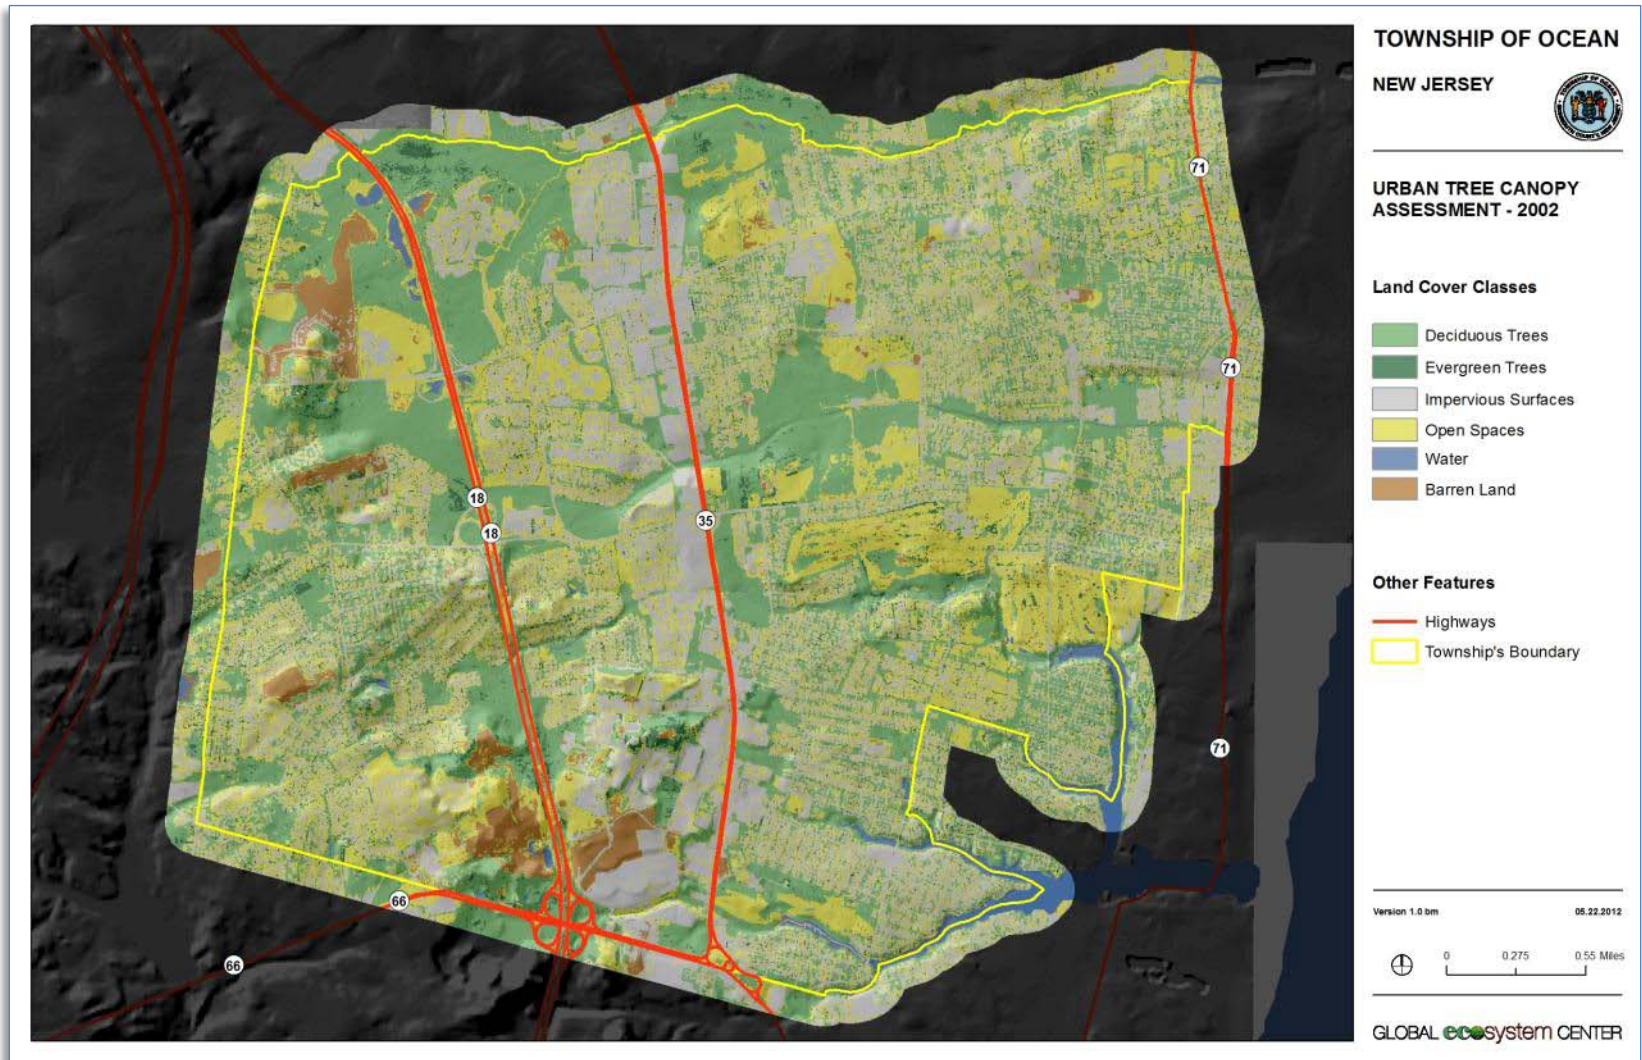 TOWNSHIP OF OCEAN
NEW JERSEY
URBAN TREE CANOPY
ASSESSMENT - 2002
Land Cover Classes
Deciduous Trees
Evergreen Trees
Impervious Surfaces
Open Spaces
Water
Barren Land
Other Features
Highways
Township's Boundary
Version 1.0 bm
05.22.2012
0 0.275 0.55 Miles
GLOBAL ecosystem CENTER
71
71
18
18
35
71
66
66